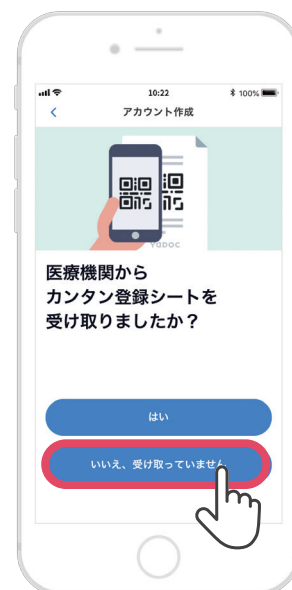 10:22
100%
アカウント作成
YaDOC
医療機関から
カンタン登録シートを
受け取りましたか？
はい
いいえ、受け取っていません